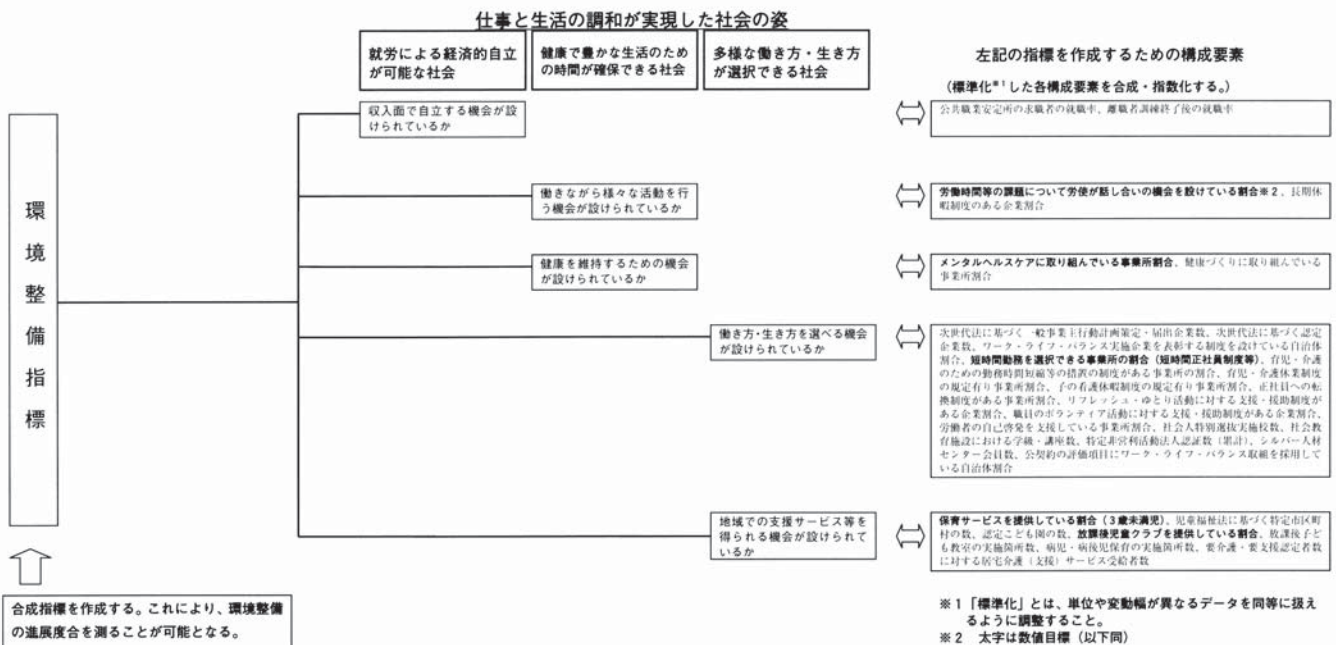 仕事と生活の調和が実現した社会の姿
就労による経済的自立
が可能な社会
健康で豊かな生活のため
の時間が確保できる社会
多様な働き方・生き方
が選択できる社会
左記の指標を作成するための構成要素
(標準化※1した各構成要素を合成・指数化する。)
環境整備指標
収入面で自立する機会が設
けられているか
公共職業安定所の求職者の就職率、離職者訓練終了後の就職率
働きながら様々な活動を行
う機会が設けられているか
労働時間等の課題について労使が話し合いの機会を設けている割合※2、長期休
暇制度のある企業割合
健康を維持するための機会
が設けられているか
メンタルヘルスケアに取り組んでいる事業所割合、健康づくりに取り組んでいる
事業所割合
働き方・生き方を選べる機会
が設けられているか
次世代法に基づく一般事業主行動計画策定・届出企業数、次世代法に基づく認定
企業数、ワーク・ライフ・バランス実施企業を表彰する制度を設けている自治体
割合、短時間勤務を選択できる事業所の割合(短時間正社員制度等)、育児・介護
のための勤務時間短縮等の措置の制度がある事業所の割合、育児・介護休業制度
の規定有り事業所割合、子の看護休暇制度の規定有り事業所割合、正社員への転
換制度がある事業所割合、リフレッシュ・ゆとり活動に対する支援・援助制度が
ある企業割合、職員のボランティア活動に対する支援・援助制度がある企業割合、
労働者の自己啓発を支援している事業所割合、社会人特別選抜実施校数、社会教
育施設における学級・講座数、特定非営利活動法人認証数(累計)、シルバー人材
センター会員数、公契約の評価項目にワーク・ライフ・バランス取組を採用して
いる自治体割合
地域での支援サービス等を
得られる機会が設けられて
いるか
保育サービスを提供している割合(3歳未満児)、児童福祉法に基づく特定市区町
村の数、認定こども園の数、放課後児童クラブを提供している割合、放課後子ど
も教室の実施箇所数、病児・病後児保育の実施箇所数、要介護・要支援認定者数
に対する居宅介護(支援)サービス受給者数
合成指標を作成する。これにより、環境整備
の進展度合を測ることが可能となる。
※1「標準化」とは、単位や変動幅が異なるデータを同等に扱え
るように調整すること。
※2 太字は数値目標(以下同)